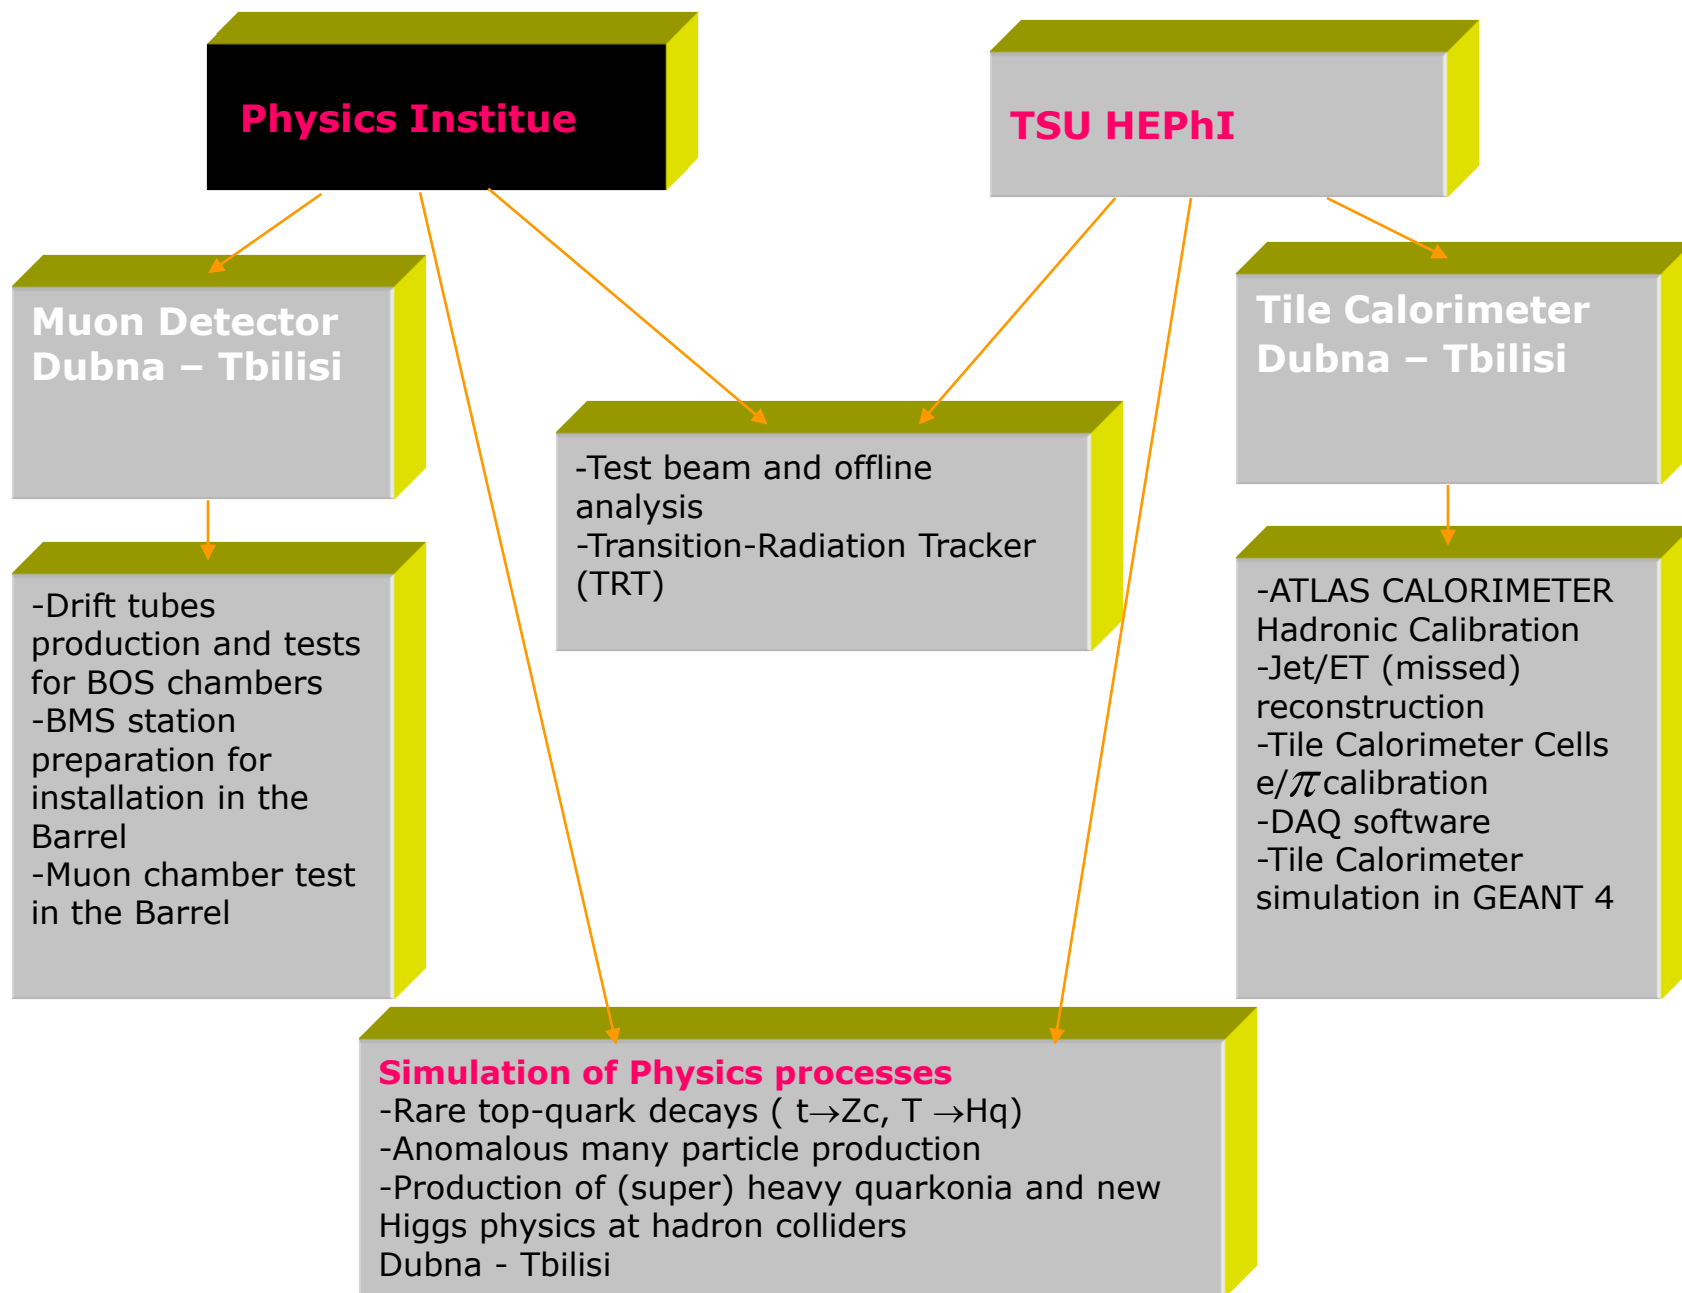 Physics Institue
TSU HEPhI
Muon Detector
Dubna – Tbilisi
Tile Calorimeter
Dubna – Tbilisi
-Test beam and offline
analysis
-Transition-Radiation Tracker
(TRT)
-Drift tubes
production and tests
for BOS chambers
-BMS station
preparation for
installation in the
Barrel
-Muon chamber test
in the Barrel
-ATLAS CALORIMETER
Hadronic Calibration
-Jet/ET (missed)
reconstruction
-Tile Calorimeter Cells
e/π calibration
-DAQ software
-Tile Calorimeter
simulation in GEANT 4
Simulation of Physics processes
-Rare top-quark decays ( t→Zc, T →Hq)
-Anomalous many particle production
-Production of (super) heavy quarkonia and new
Higgs physics at hadron colliders
Dubna - Tbilisi